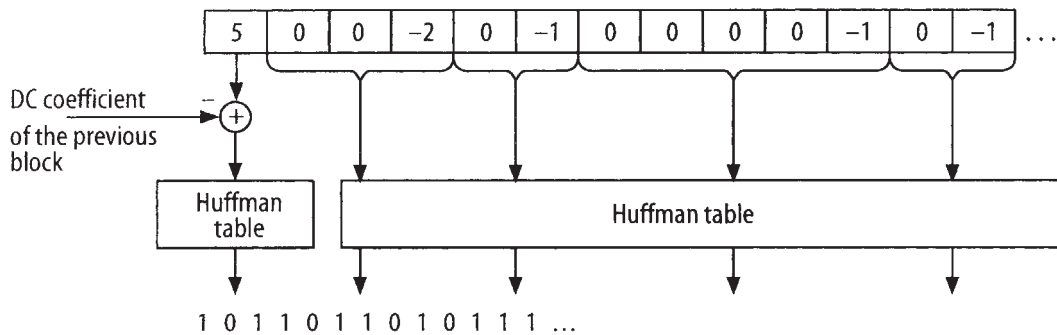 5 0 0 −2 0 −1 0 0 0 0 −1 0 −1 ...
−
+
DC coefficient
of the previous
block
Huffman
table
Huffman table
1 0 1 1 0 1 1 0 1 0 1 1 1 ...